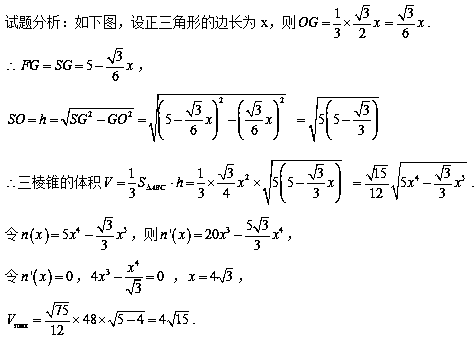 试题分析：如下图，设正三角形的边长为 x，则 OG = 1/3 × √3/2 x = √3/6 x．
∴ FG = SG = 5 − √3/6 x，
SO = h = √(SG² − GO²) = √((5 − √3/6 x)² − (√3/6 x)²) = √(5(5 − √3/3))
∴三棱锥的体积 V = 1/3 S△ABC · h = 1/3 × √3/4 x² × √(5(5 − √3/3 x)) = √15/12 √(5x⁴ − √3/3 x⁵)．
令 n(x) = 5x⁴ − √3/3 x⁵，则 n'(x) = 20x³ − 5√3/3 x⁴，
令 n'(x) = 0，4x³ − x⁴/√3 = 0 ，x = 4√3，
Vmax = √75/12 × 48 × √(5 − 4) = 4√15．